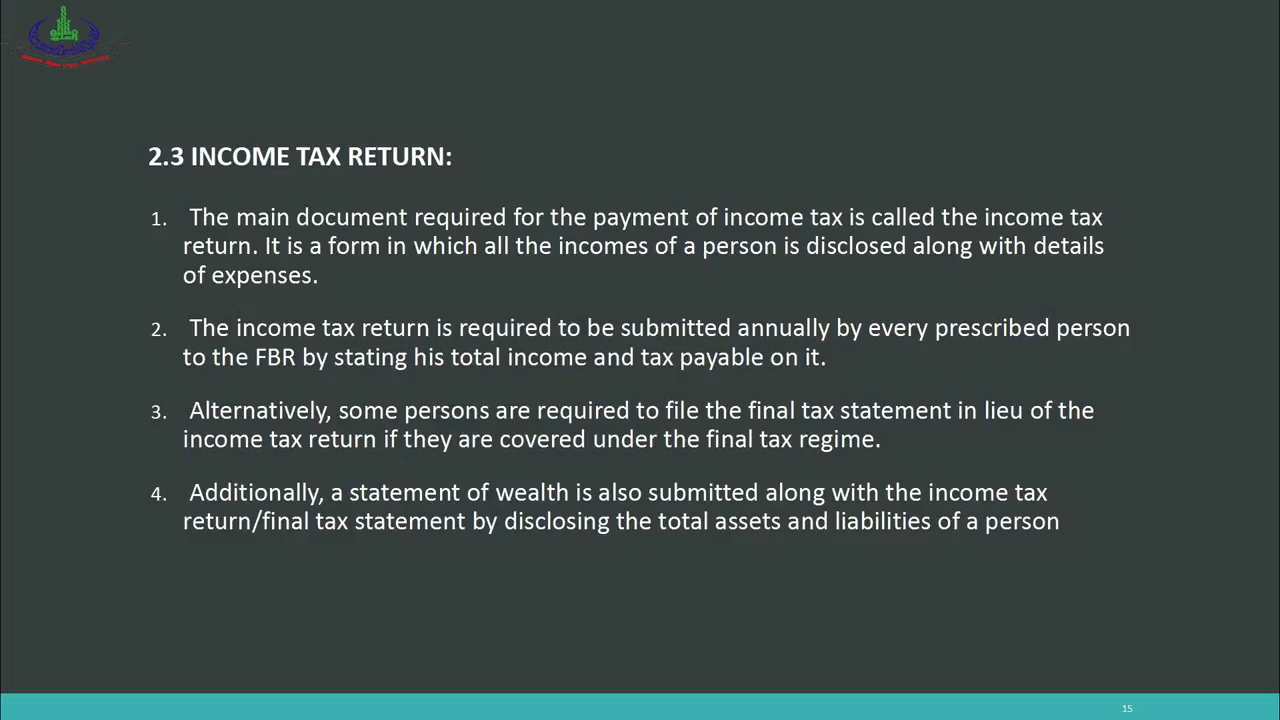 2.3 INCOME TAX RETURN:
1. The main document required for the payment of income tax is called the income tax
return. It is a form in which all the incomes of a person is disclosed along with details
of expenses.
2. The income tax return is required to be submitted annually by every prescribed person
to the FBR by stating his total income and tax payable on it.
3. Alternatively, some persons are required to file the final tax statement in lieu of the
income tax return if they are covered under the final tax regime.
4. Additionally, a statement of wealth is also submitted along with the income tax
return/final tax statement by disclosing the total assets and liabilities of a person
15